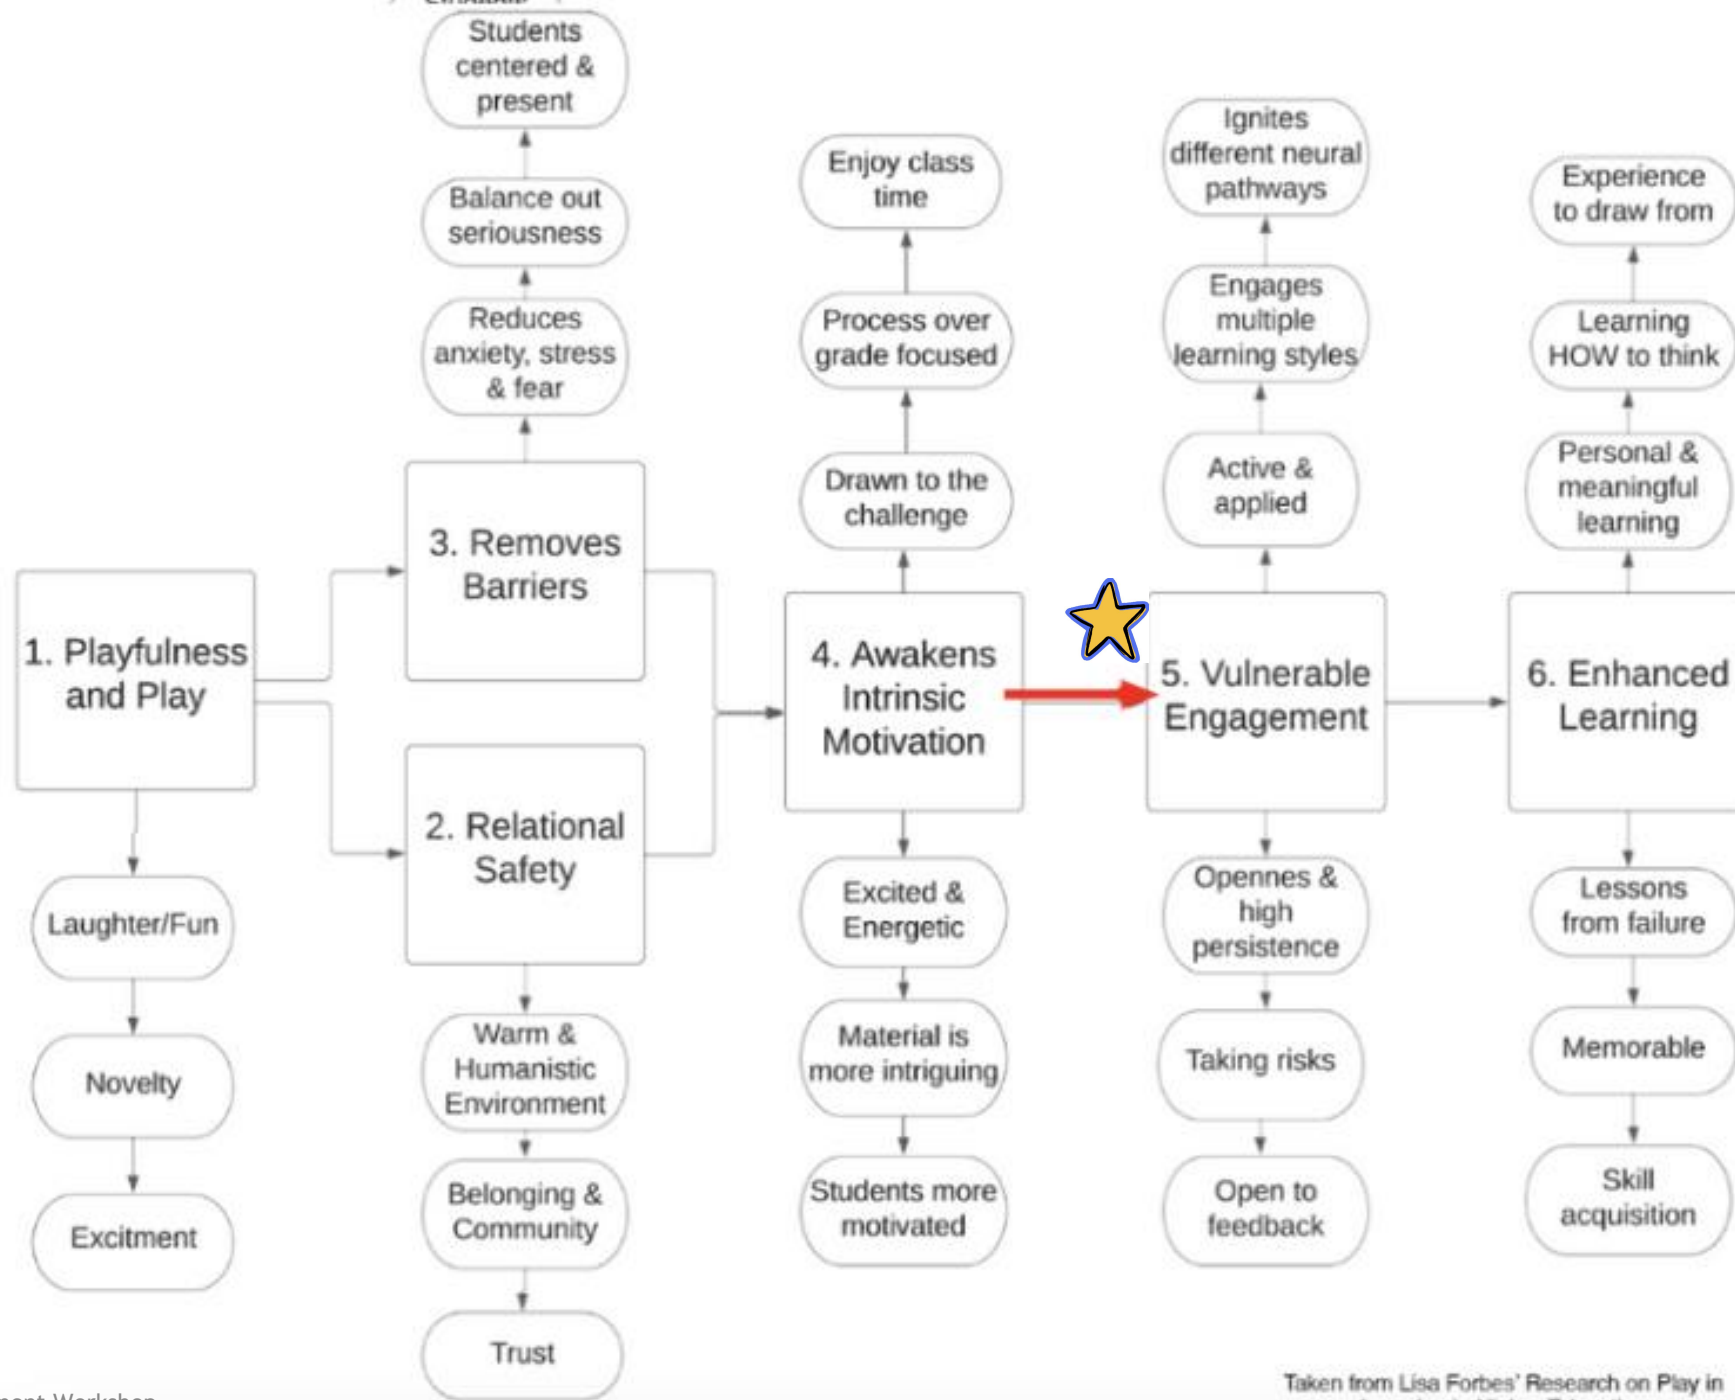 Students
centered &
present
Balance out
seriousness
Reduces
anxiety, stress
& fear
3. Removes
Barriers
1. Playfulness
and Play
Laughter/Fun
Novelty
Excitment
2. Relational
Safety
Warm &
Humanistic
Environment
Belonging &
Community
Trust
Enjoy class
time
Process over
grade focused
Drawn to the
challenge
4. Awakens
Intrinsic
Motivation
Excited &
Energetic
Material is
more intriguing
Students more
motivated
Ignites
different neural
pathways
Engages
multiple
learning styles
Active &
applied
5. Vulnerable
Engagement
Opennes &
high
persistence
Taking risks
Open to
feedback
Experience
to draw from
Learning
HOW to think
Personal &
meaningful
learning
6. Enhanced
Learning
Lessons
from failure
Memorable
Skill
acquisition
Taken from Lisa Forbes' Research on Play in